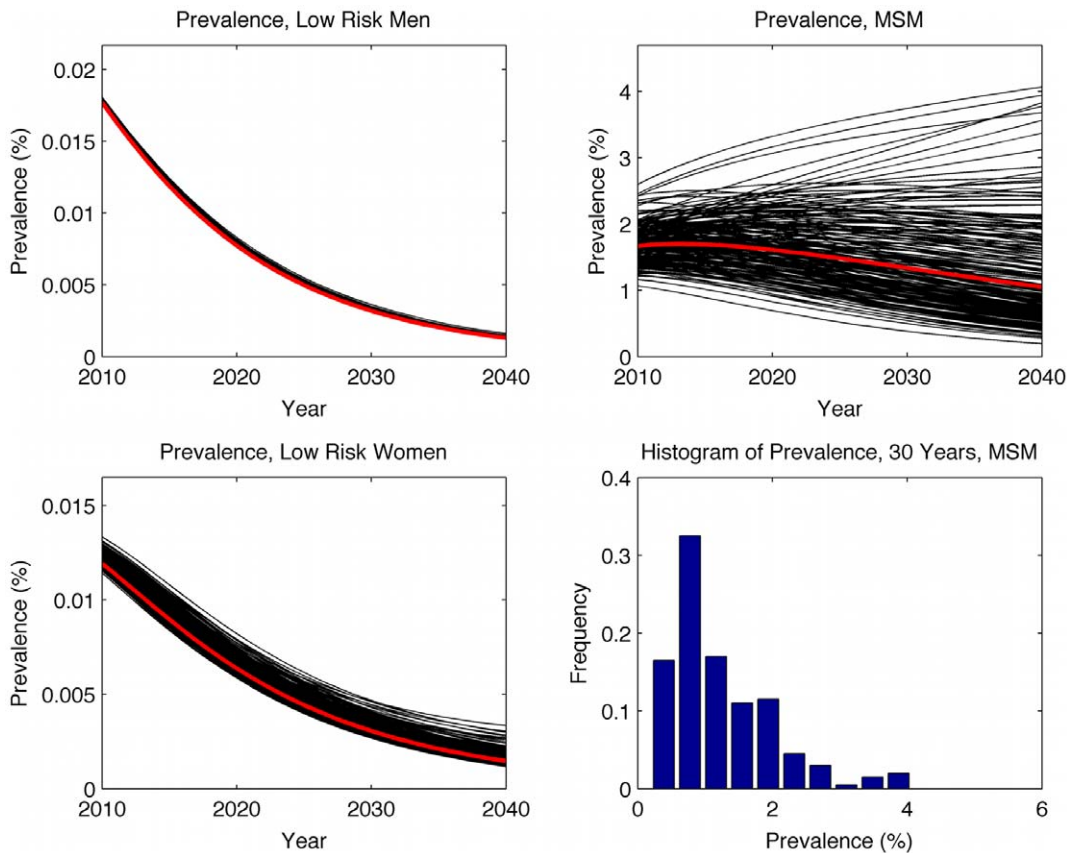 Prevalence, Low Risk Men
0.02
0.015
0.01
0.005
0
Prevalence (%)
2010 2020 2030 2040
Year
Prevalence, MSM
4
3
2
1
0
Prevalence (%)
2010 2020 2030 2040
Year
Prevalence, Low Risk Women
0.015
0.01
0.005
0
Prevalence (%)
2010 2020 2030 2040
Year
Histogram of Prevalence, 30 Years, MSM
0.4
0.3
0.2
0.1
0
Frequency
0 2 4 6
Prevalence (%)